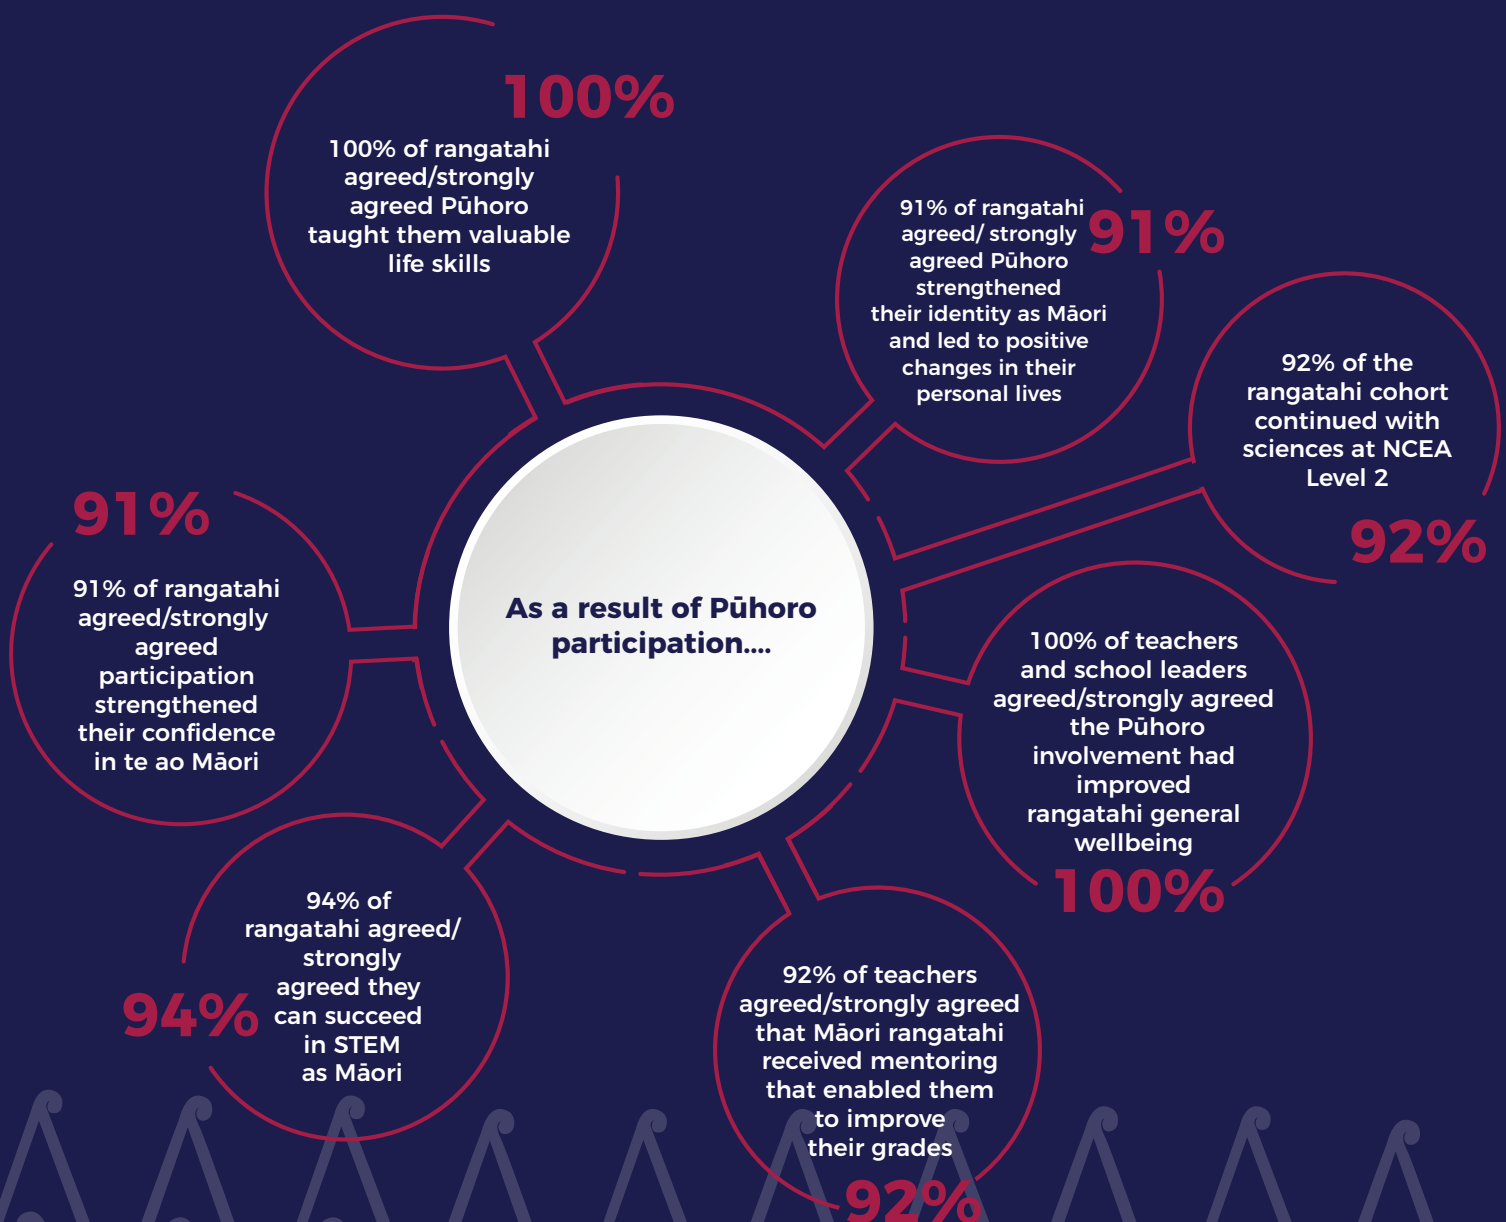 100%
100% of rangatahi
agreed/strongly
agreed Pūhoro
taught them valuable
life skills
91% of rangatahi
agreed/ strongly
agreed Pūhoro
strengthened
their identity as Māori
and led to positive
changes in their
personal lives
91%
92% of the
rangatahi cohort
continued with
sciences at NCEA
Level 2
92%
As a result of Pūhoro
participation....
91%
91% of rangatahi
agreed/strongly
agreed
participation
strengthened
their confidence
in te ao Māori
100% of teachers
and school leaders
agreed/strongly agreed
the Pūhoro
involvement had
improved
rangatahi general
wellbeing
100%
94% of
rangatahi agreed/
strongly
agreed they
can succeed
in STEM
as Māori
94%
92% of teachers
agreed/strongly agreed
that Māori rangatahi
received mentoring
that enabled them
to improve
their grades
92%